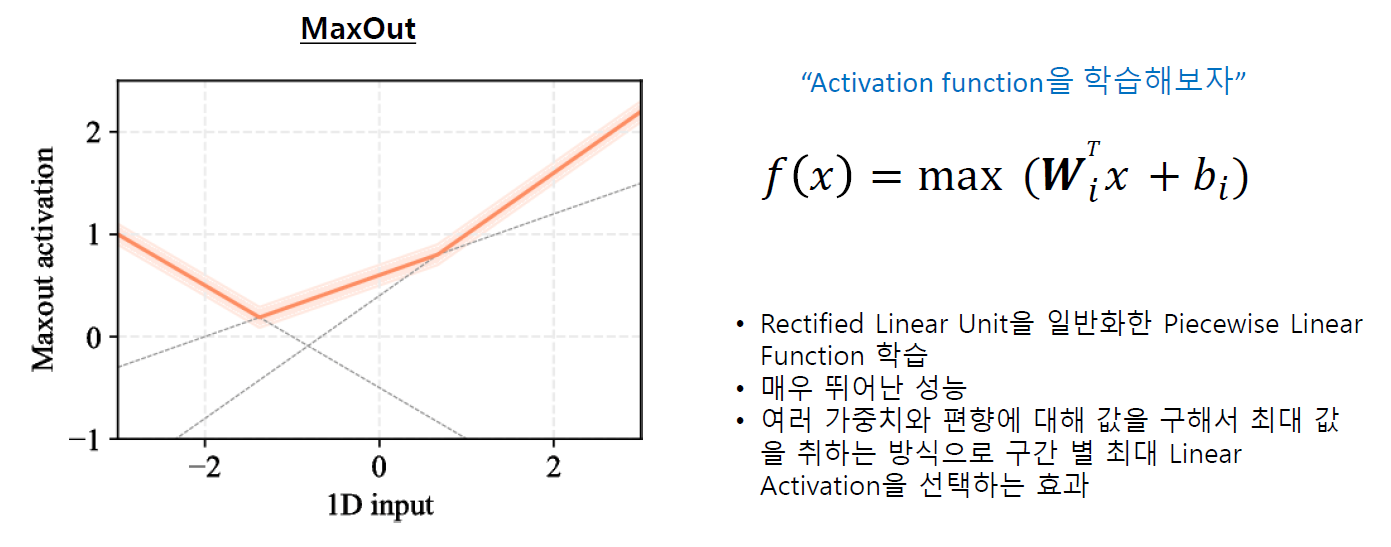 MaxOut
2
1
0
−1
−2
0
2
Maxout activation
1D input
“Activation function을 학습해보자”
f(x) = max (W_i^T x + b_i)
• Rectified Linear Unit을 일반화한 Piecewise Linear
Function 학습
• 매우 뛰어난 성능
• 여러 가중치와 편향에 대해 값을 구해서 최대 값
을 취하는 방식으로 구간 별 최대 Linear
Activation을 선택하는 효과